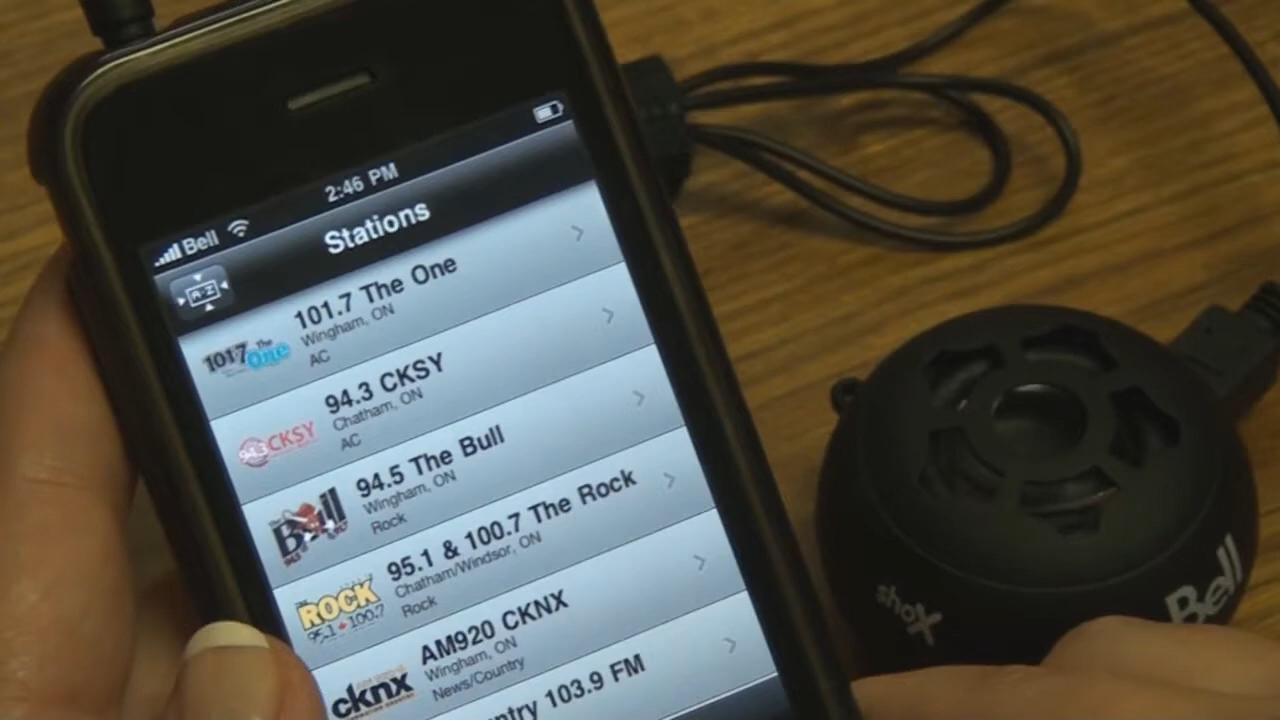 2:46 PM
Bell
Stations
A-Z
101.7 The One
Wingham, ON
AC
101.7 The One
94.3 CKSY
Chatham, ON
AC
94.3 CKSY
94.5 The Bull
Wingham, ON
Rock
Bull
95.1 & 100.7 The Rock
Chatham/Windsor, ON
Rock
ROCK
95.1 100.7
AM920 CKNX
Wingham, ON
News/Country
cknx
ntry 103.9 FM
shoX
Bell